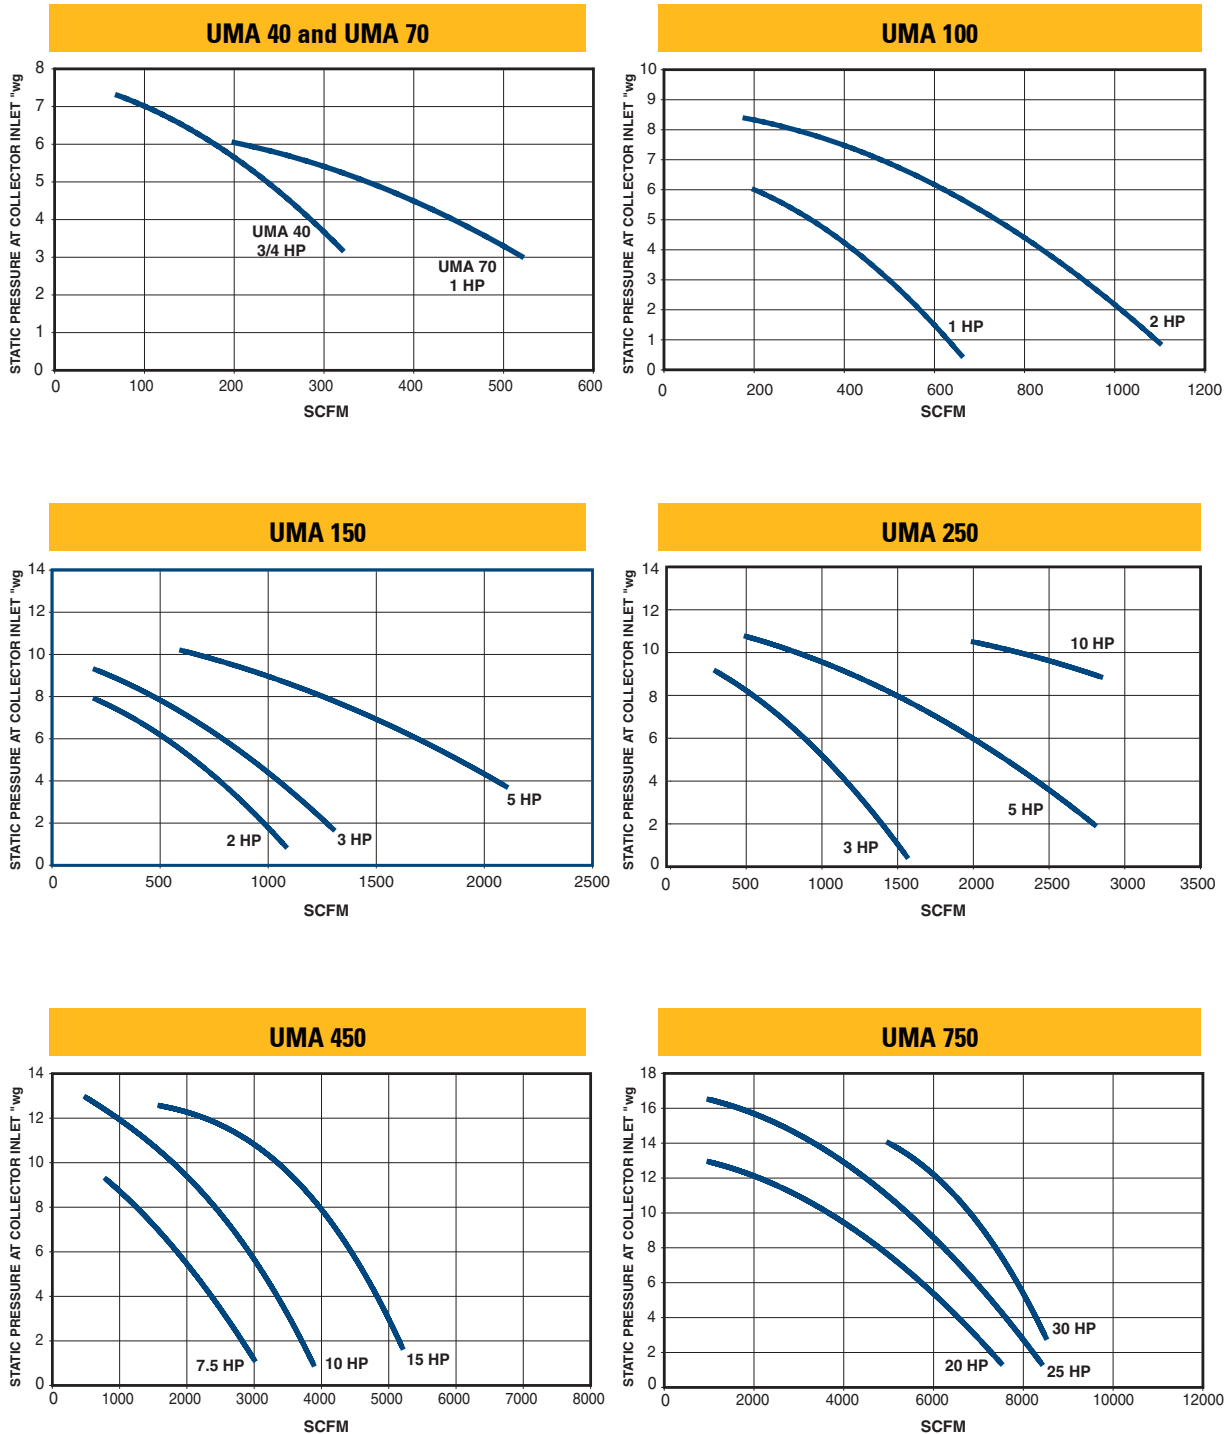 UMA 40 and UMA 70
STATIC PRESSURE AT COLLECTOR INLET "wg
8
7
6
5
4
3
2
1
0
UMA 40
3/4 HP
UMA 70
1 HP
0 100 200 300 400 500 600
SCFM
UMA 100
STATIC PRESSURE AT COLLECTOR INLET "wg
10
9
8
7
6
5
4
3
2
1
0
1 HP
2 HP
0 200 400 600 800 1000 1200
SCFM
UMA 150
STATIC PRESSURE AT COLLECTOR INLET "wg
14
12
10
8
6
4
2
0
2 HP
3 HP
5 HP
0 500 1000 1500 2000 2500
SCFM
UMA 250
STATIC PRESSURE AT COLLECTOR INLET "wg
14
12
10
8
6
4
2
0
10 HP
5 HP
3 HP
0 500 1000 1500 2000 2500 3000 3500
SCFM
UMA 450
STATIC PRESSURE AT COLLECTOR INLET "wg
14
12
10
8
6
4
2
0
7.5 HP
10 HP
15 HP
0 1000 2000 3000 4000 5000 6000 7000 8000
SCFM
UMA 750
STATIC PRESSURE AT COLLECTOR INLET "wg
18
16
14
12
10
8
6
4
2
0
30 HP
20 HP
25 HP
0 2000 4000 6000 8000 10000 12000
SCFM